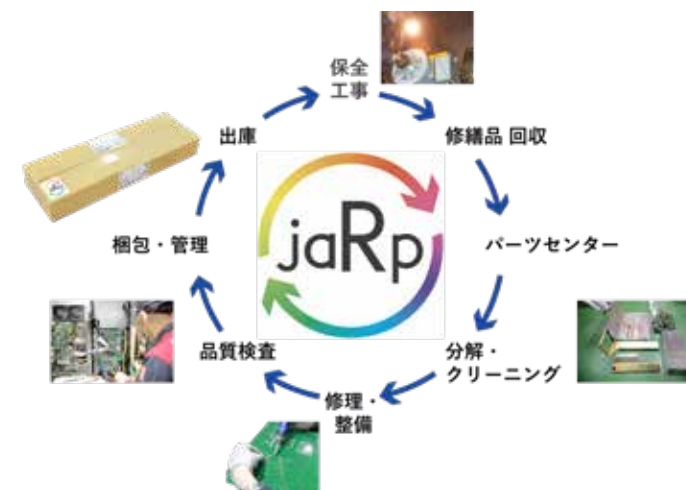 保全
工事
修繕品 回収
パーツセンター
分解・
クリーニング
修理・
整備
品質検査
梱包・管理
出庫
jaRp